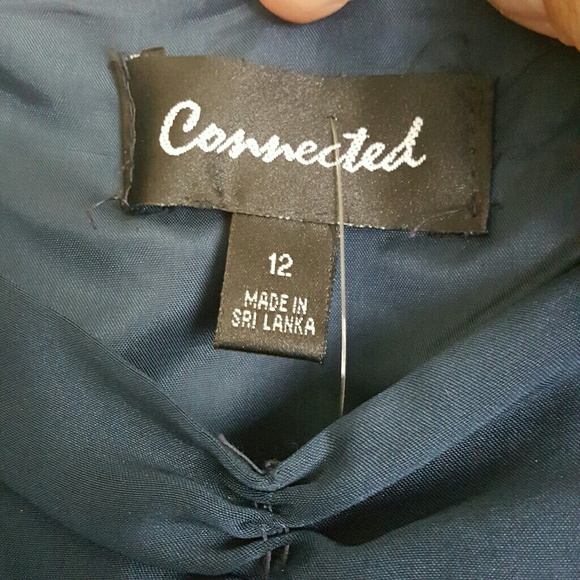 Connected
12
MADE IN
SRI LANKA